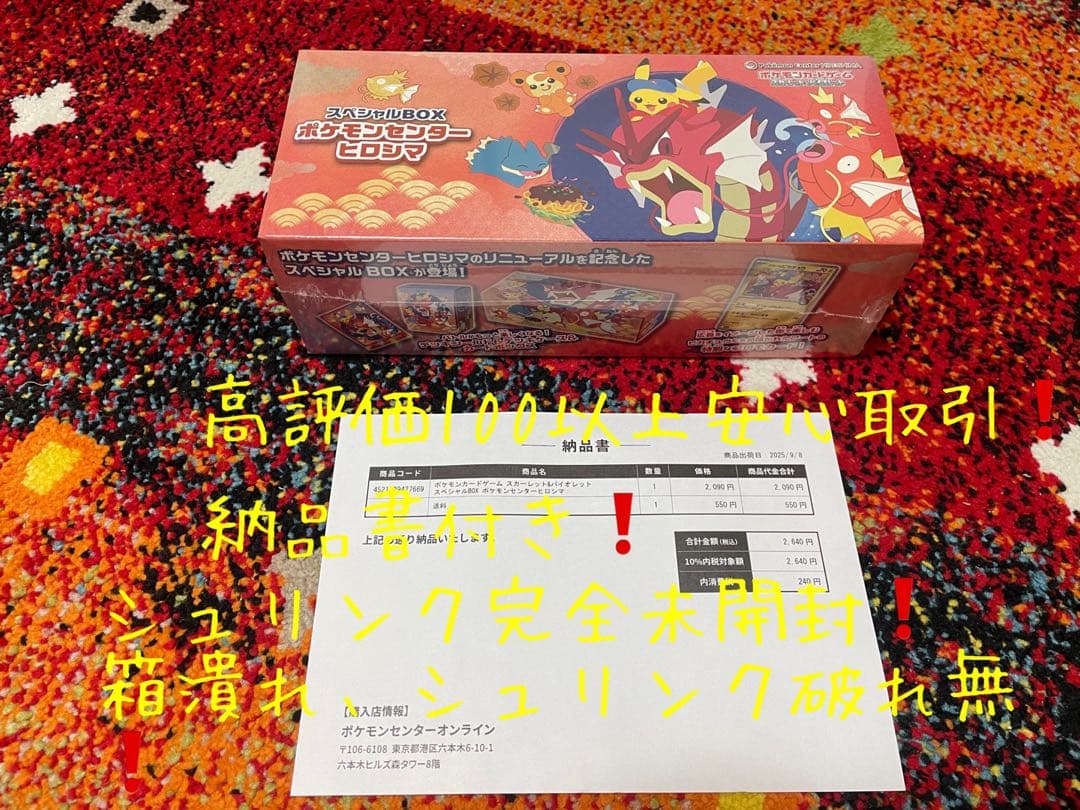 Pokémon Center HIROSHIMA
ポケモンカードゲーム
スペシャルBOX
ポケモンセンター
ヒロシマ
ポケモンセンターヒロシマのリニューアルを記念した
スペシャルBOXが登場！
高評価100以上安心取引❗
納品書
商品出荷日：2025/9/8
商品コード 商品名 数量 価格 商品代金合計
ポケモンカードゲーム スカーレット&バイオレット
スペシャルBOX ポケモンセンターヒロシマ
1 2,090円 2,090円
送料 1 550円 550円
納品書付き❗
上記の通り納品いたします。
合計金額(税込) 2,640円
10%内税対象額 2,640円
内消費税 240円
シュリンク完全未開封❗
箱潰れ、シュリンク破れ無
❗
【購入店情報】
ポケモンセンターオンライン
〒106-6108 東京都港区六本木6-10-1
六本木ヒルズ森タワー8階